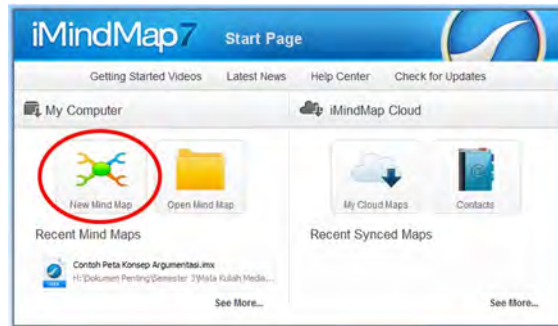 iMindMap7 Start Page
Getting Started Videos Latest News Help Center Check for Updates
My Computer
iMindMap Cloud
New Mind Map Open Mind Map
My Cloud Maps Contacts
Recent Mind Maps
Recent Synced Maps
Contoh Peta Konsep Argumentasi.imx
H:\Dokumen Penting\Semester 3\Mata Kuliah Media...
See More...
See More...